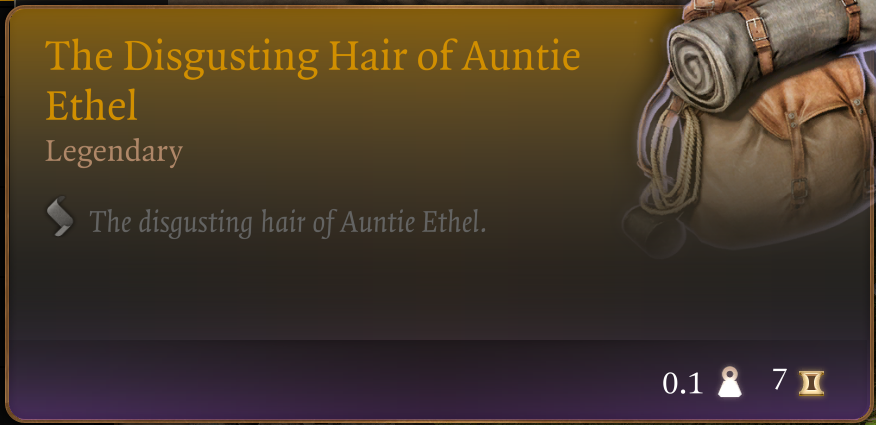 The Disgusting Hair of Auntie
Ethel
Legendary
The disgusting hair of Auntie Ethel.
0.1 7